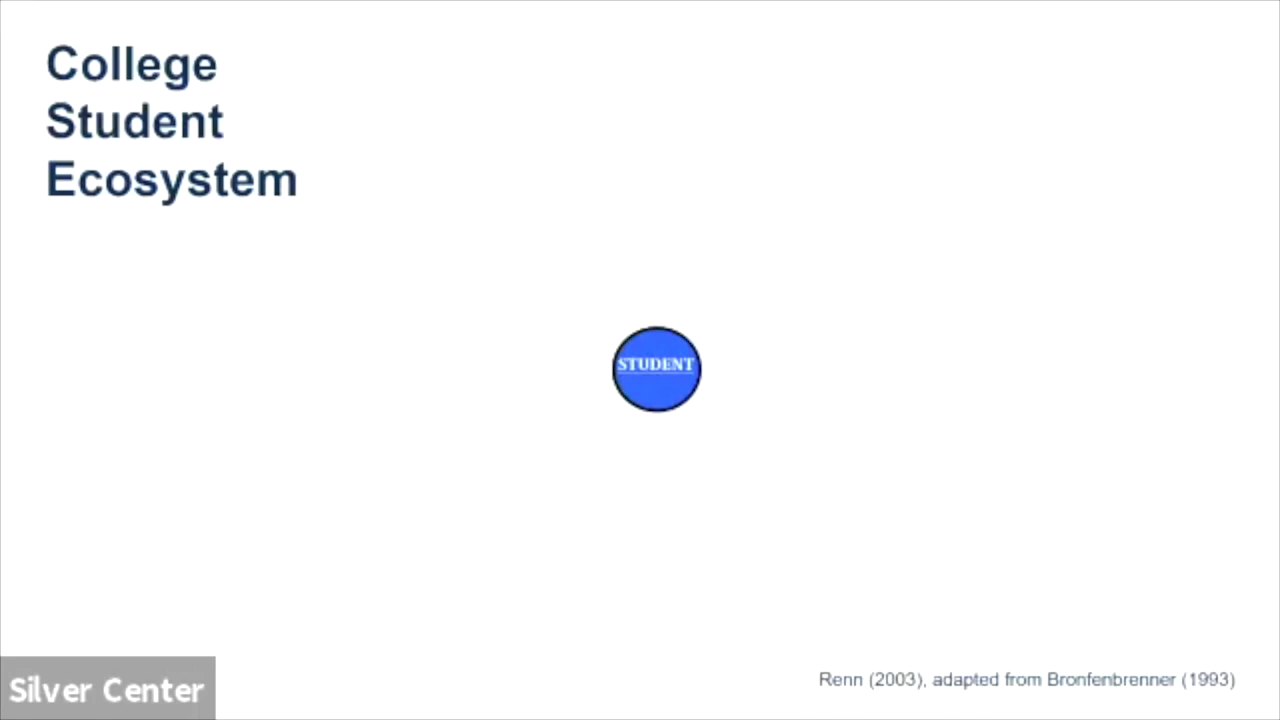 College
Student
Ecosystem
STUDENT
Silver Center
Renn (2003), adapted from Bronfenbrenner (1993)